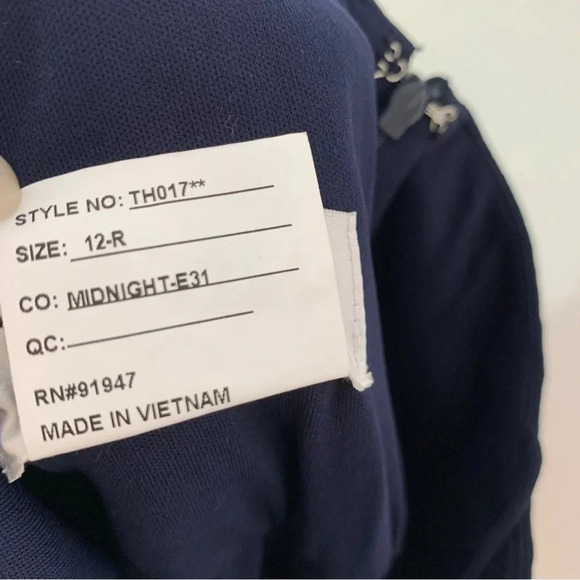 STYLE NO: TH017**
SIZE: 12-R
CO: MIDNIGHT-E31
QC:
RN#91947
MADE IN VIETNAM